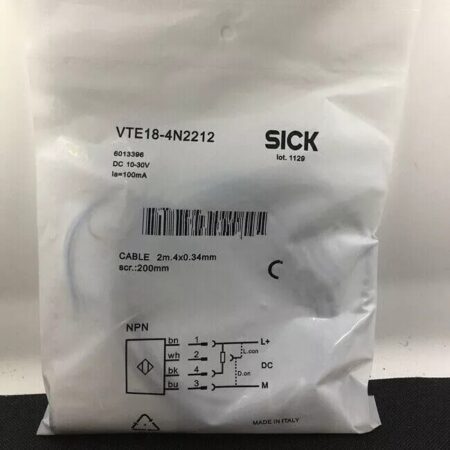 VTE18-4N2212
SICK
6013396
lot. 1129
DC 10-30V
Ia=100mA
CABLE 2m.4x0.34mm
scr.:200mm
NPN
bn 1 L+
L.con
wh 2
DC
bk 4
D.on
bu 3 M
MADE IN ITALY